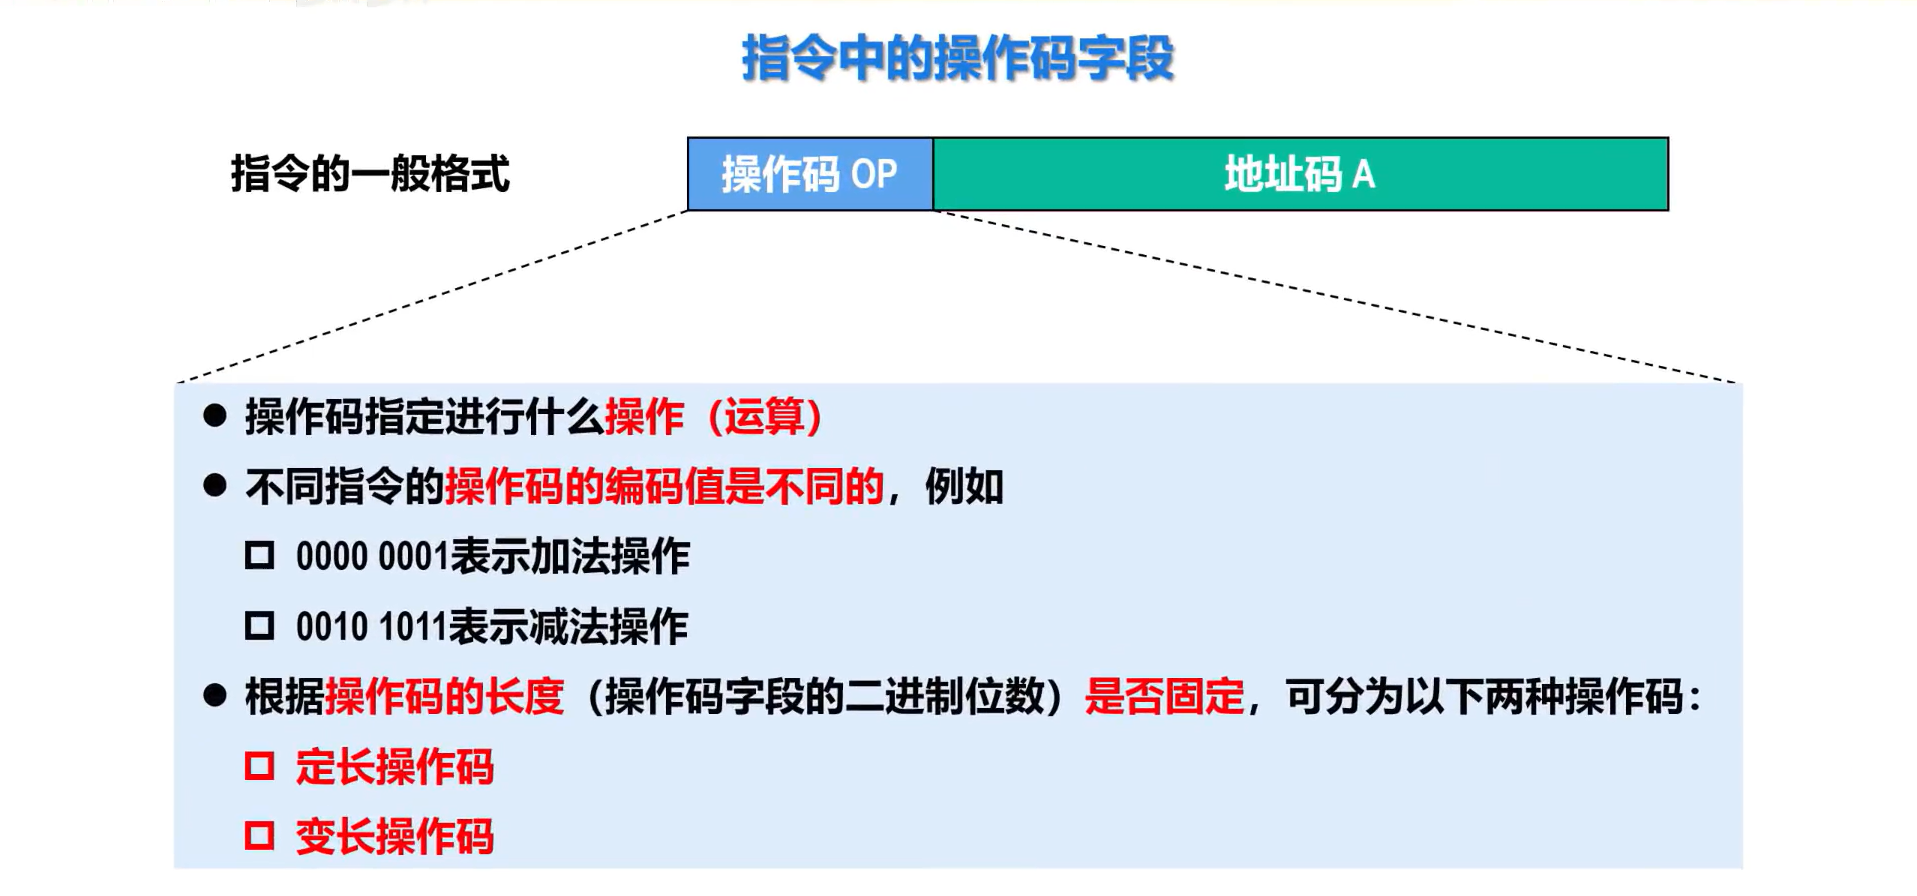 指令中的操作码字段
指令的一般格式
操作码 OP
地址码 A
● 操作码指定进行什么操作（运算）
● 不同指令的操作码的编码值是不同的，例如
□ 0000 0001表示加法操作
□ 0010 1011表示减法操作
● 根据操作码的长度（操作码字段的二进制位数）是否固定，可分为以下两种操作码：
□ 定长操作码
□ 变长操作码